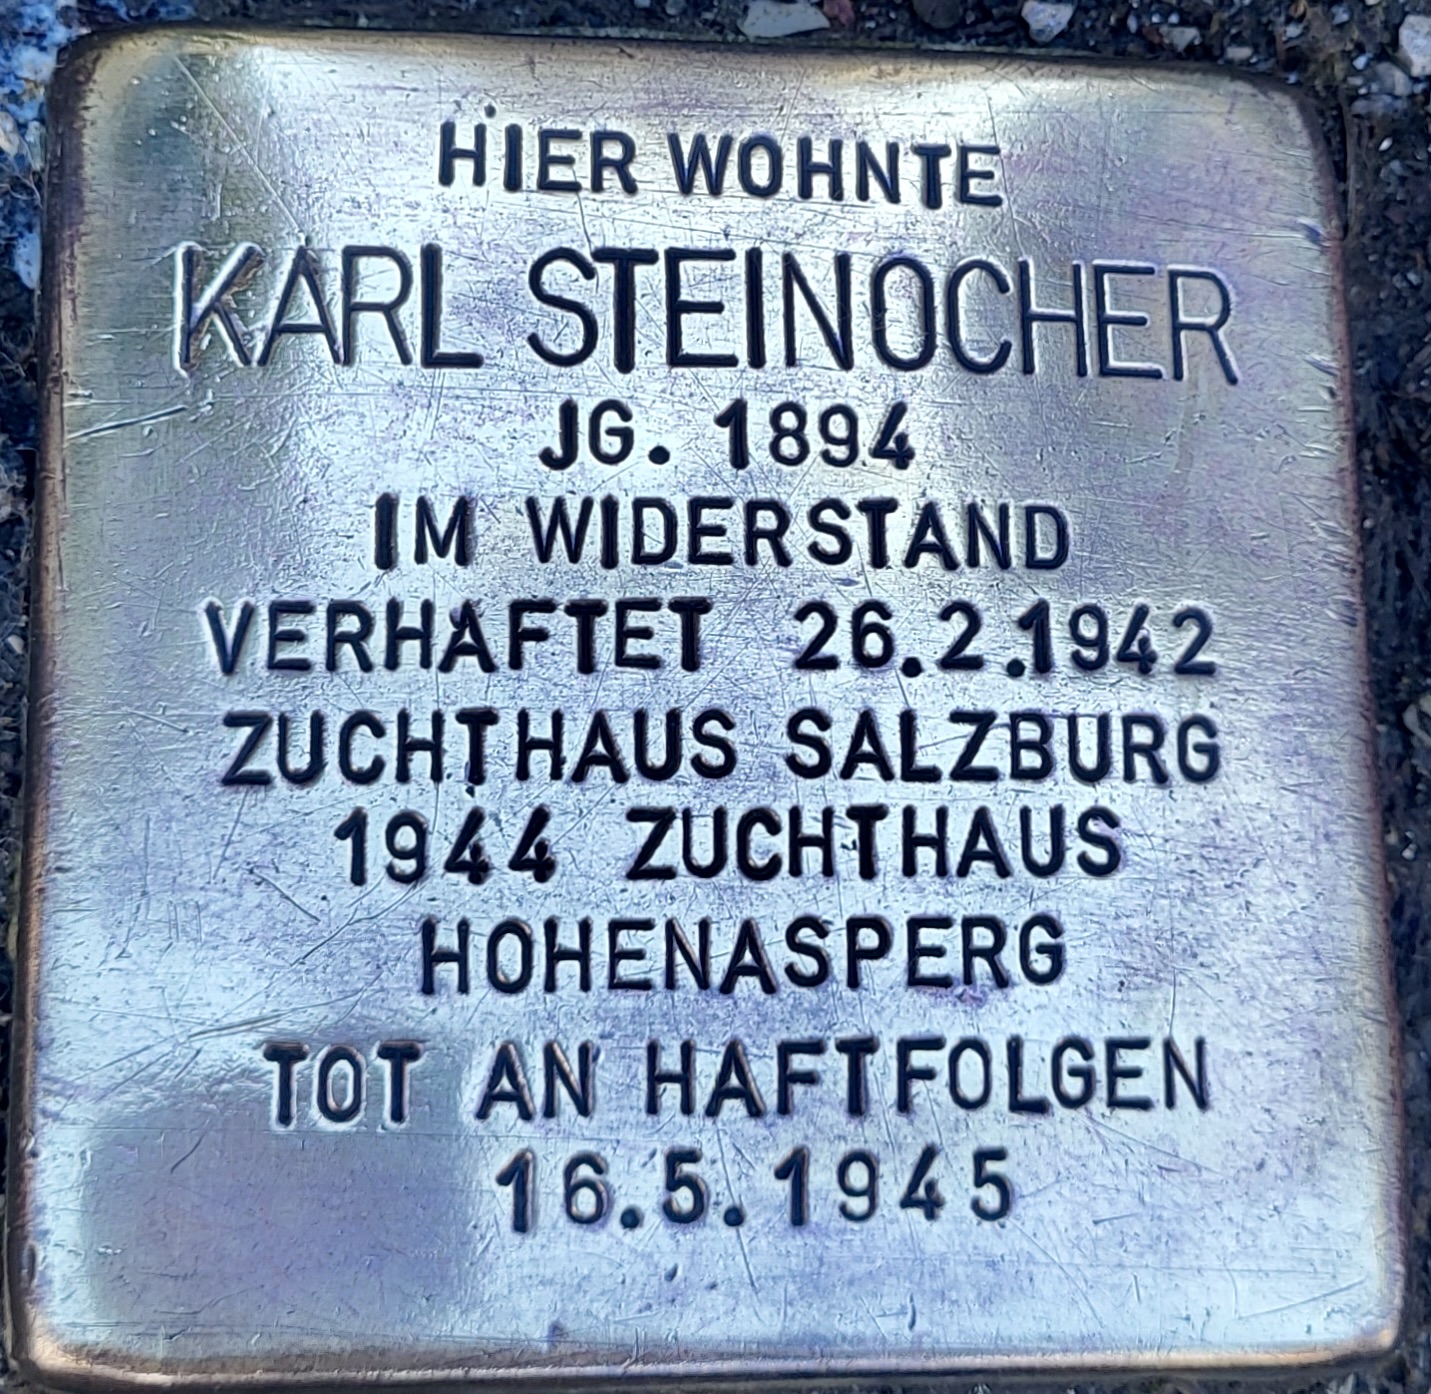 HIER WOHNTE
KARL STEINOCHER
JG. 1894
IM WIDERSTAND
VERHAFTET 26.2.1942
ZUCHTHAUS SALZBURG
1944 ZUCHTHAUS
HOHENASPERG
TOT AN HAFTFOLGEN
16.5.1945